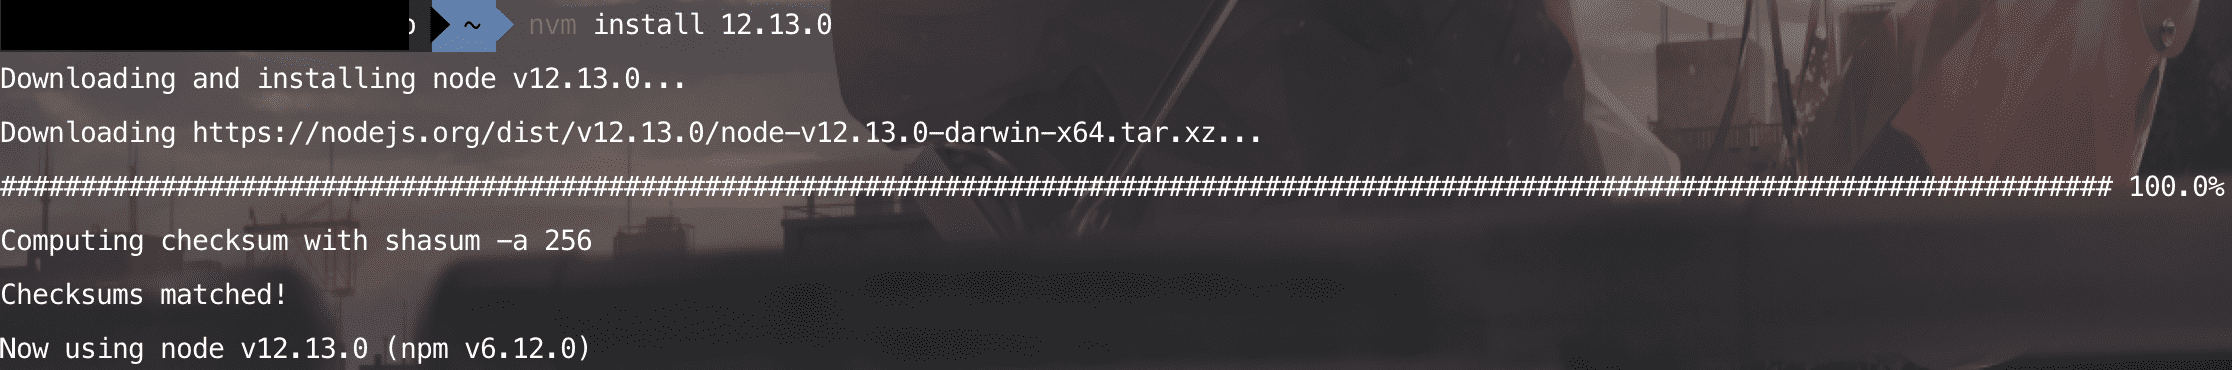 ~ nvm install 12.13.0
Downloading and installing node v12.13.0...
Downloading https://nodejs.org/dist/v12.13.0/node-v12.13.0-darwin-x64.tar.xz...
#################################################################################################################################### 100.0%
Computing checksum with shasum -a 256
Checksums matched!
Now using node v12.13.0 (npm v6.12.0)